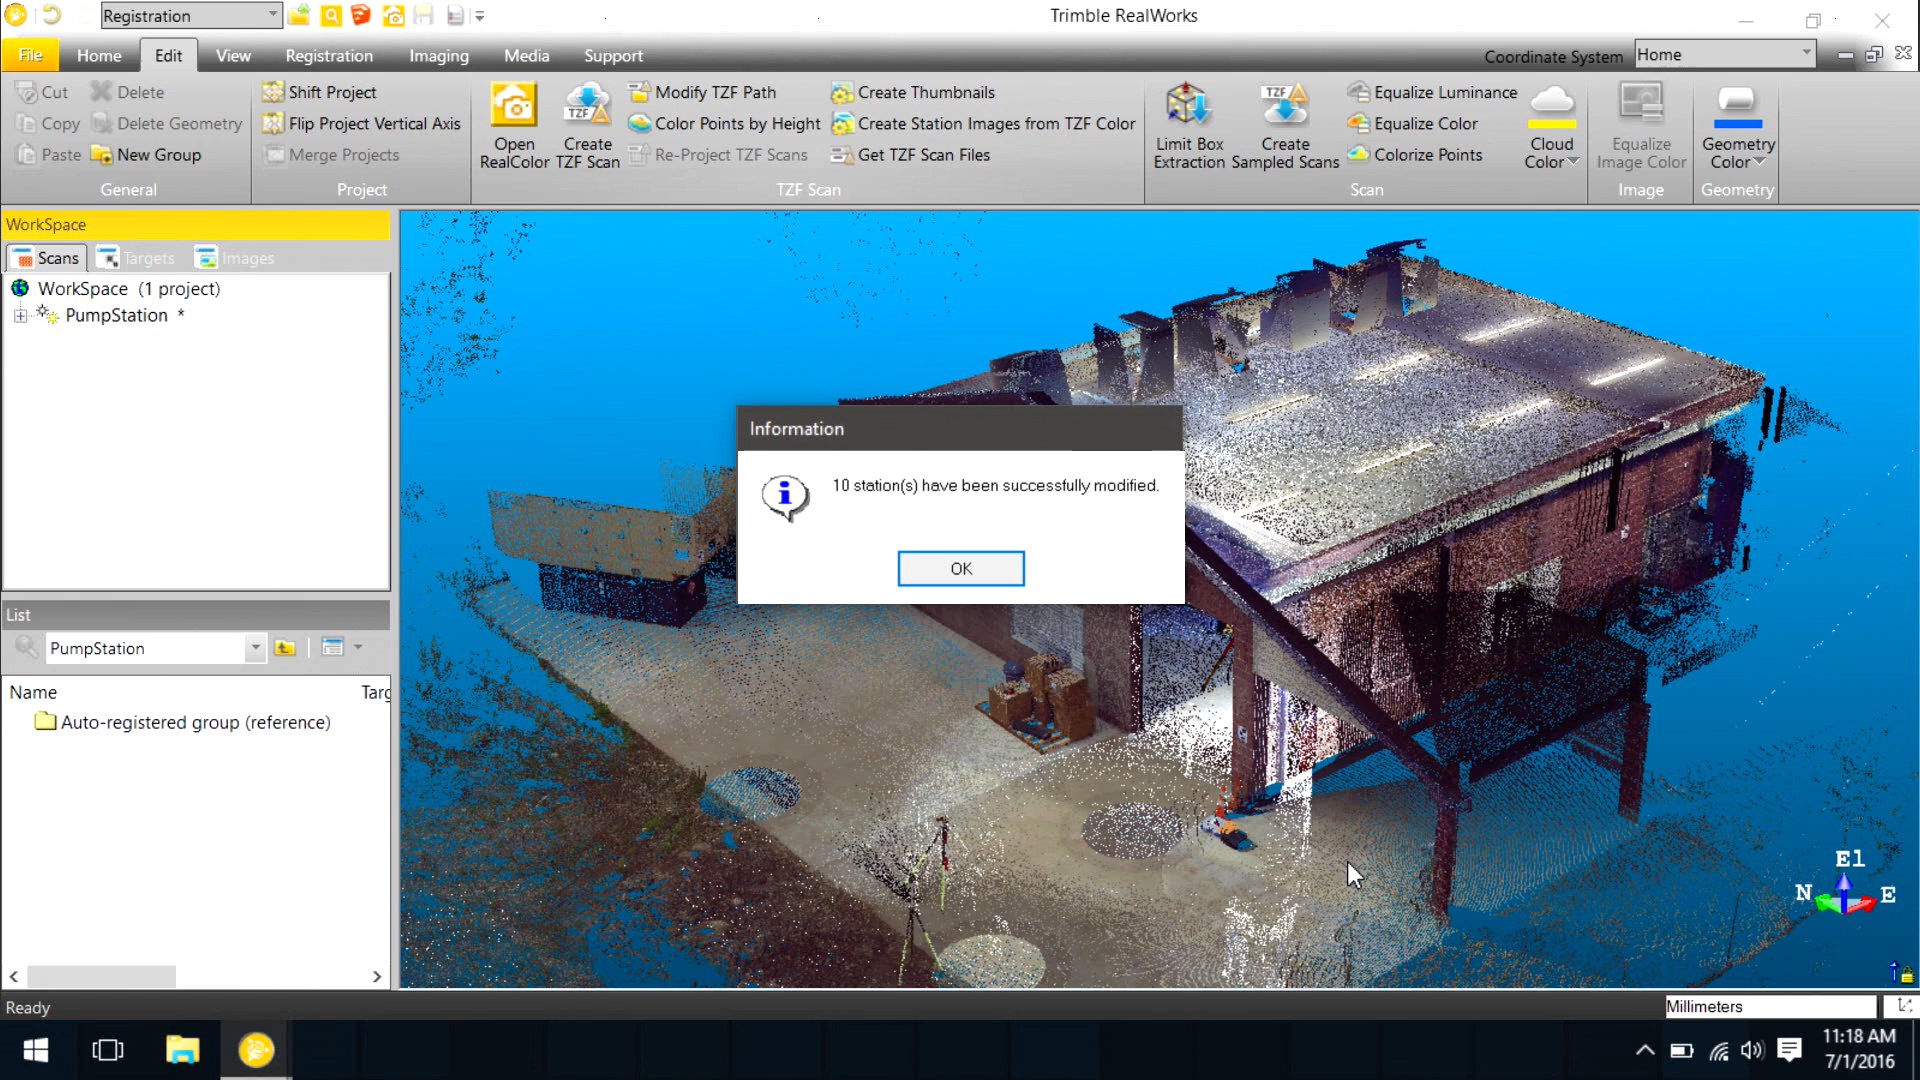 Registration
Trimble RealWorks
File Home Edit View Registration Imaging Media Support
Coordinate System Home
Cut Delete
Copy Delete Geometry
Paste New Group
General
Shift Project
Flip Project Vertical Axis
Merge Projects
Project
Open RealColor
Create TZF Scan
Modify TZF Path
Color Points by Height
Re-Project TZF Scans
Create Thumbnails
Create Station Images from TZF Color
Get TZF Scan Files
TZF Scan
Limit Box Extraction
Create Sampled Scans
Equalize Luminance
Equalize Color
Colorize Points
Cloud Color
Scan
Equalize Image Color
Image
Geometry Color
Geometry
WorkSpace
Scans Targets Images
WorkSpace (1 project)
PumpStation *
List
PumpStation
Name Targ
Auto-registered group (reference)
Information
10 station(s) have been successfully modified.
OK
El
N E
Ready
Millimeters
11:18 AM
7/1/2016